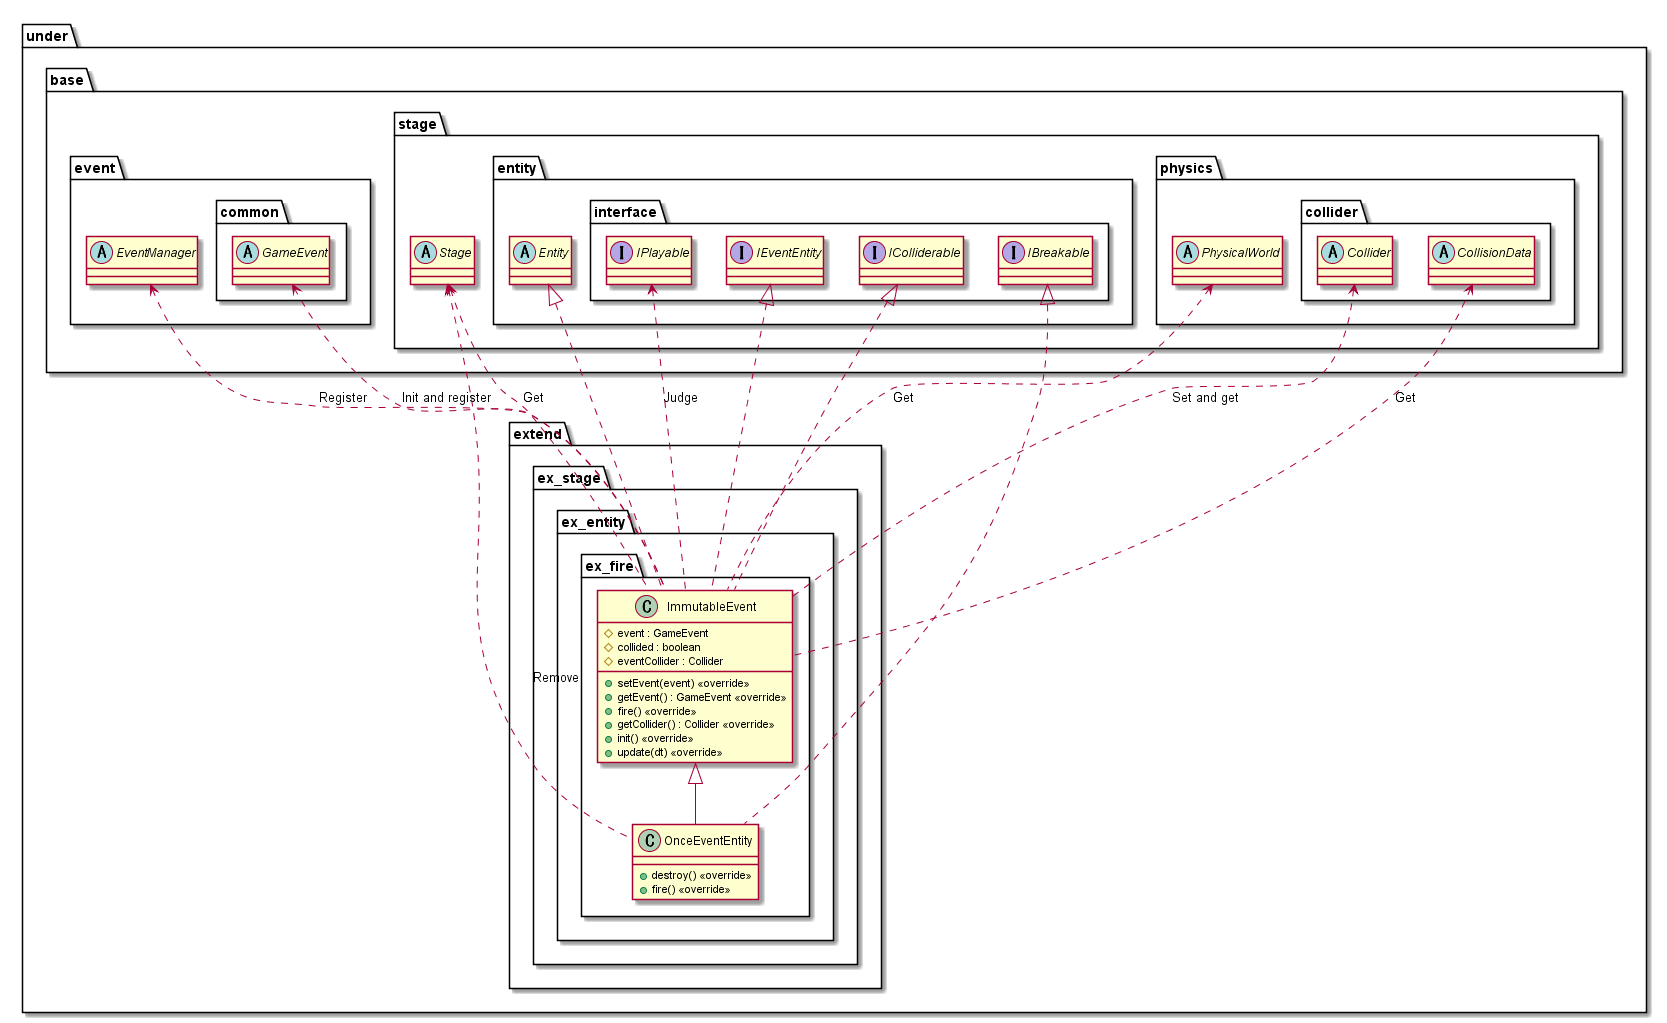 under
base
stage
event
entity
physics
common
interface
collider
A EventManager
A GameEvent
A Stage
A Entity
I IPlayable
I IEventEntity
I IColliderable
I IBreakable
A PhysicalWorld
A Collider
A CollisionData
Register
Init and register
Get
Judge
Get
Set and get
Get
extend
ex_stage
ex_entity
ex_fire
C ImmutableEvent
event : GameEvent
collided : boolean
eventCollider : Collider
setEvent(event) «override»
getEvent() : GameEvent «override»
fire() «override»
getCollider() : Collider «override»
init() «override»
update(dt) «override»
Remove
C OnceEventEntity
destroy() «override»
fire() «override»